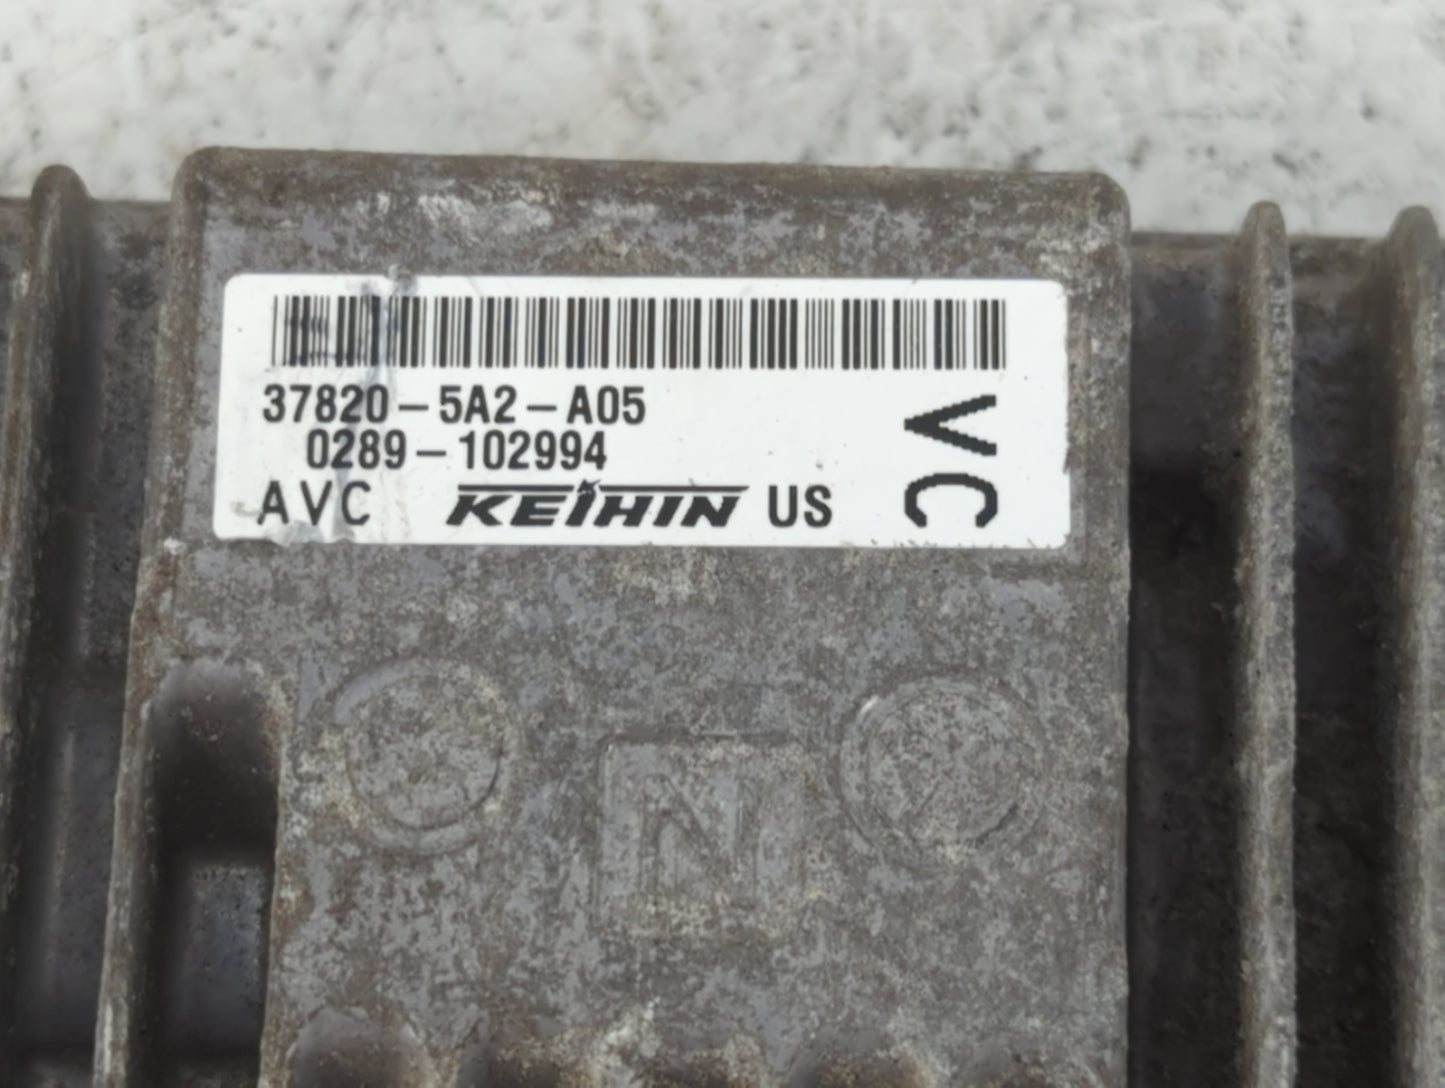 37820-5A2-A05
0289-102994
AVC KEIHIN US
VC
N